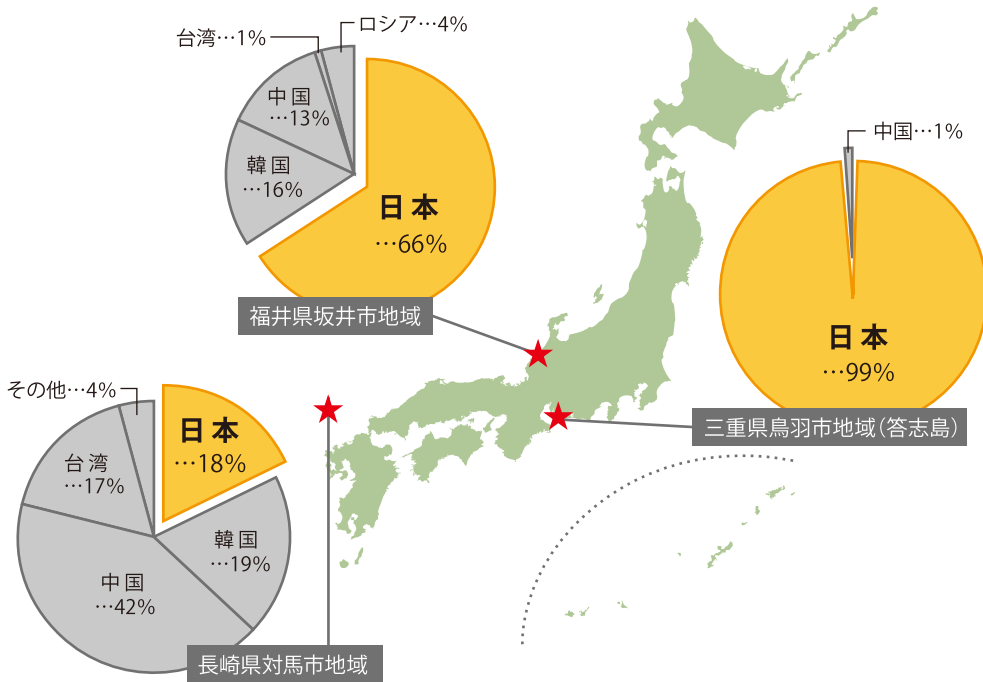 台湾…1%
ロシア…4%
中国
…13%
韓国
…16%
日本
…66%
福井県坂井市地域
中国…1%
日本
…99%
三重県鳥羽市地域（答志島）
その他…4%
日本
…18%
台湾
…17%
韓国
…19%
中国
…42%
長崎県対馬市地域